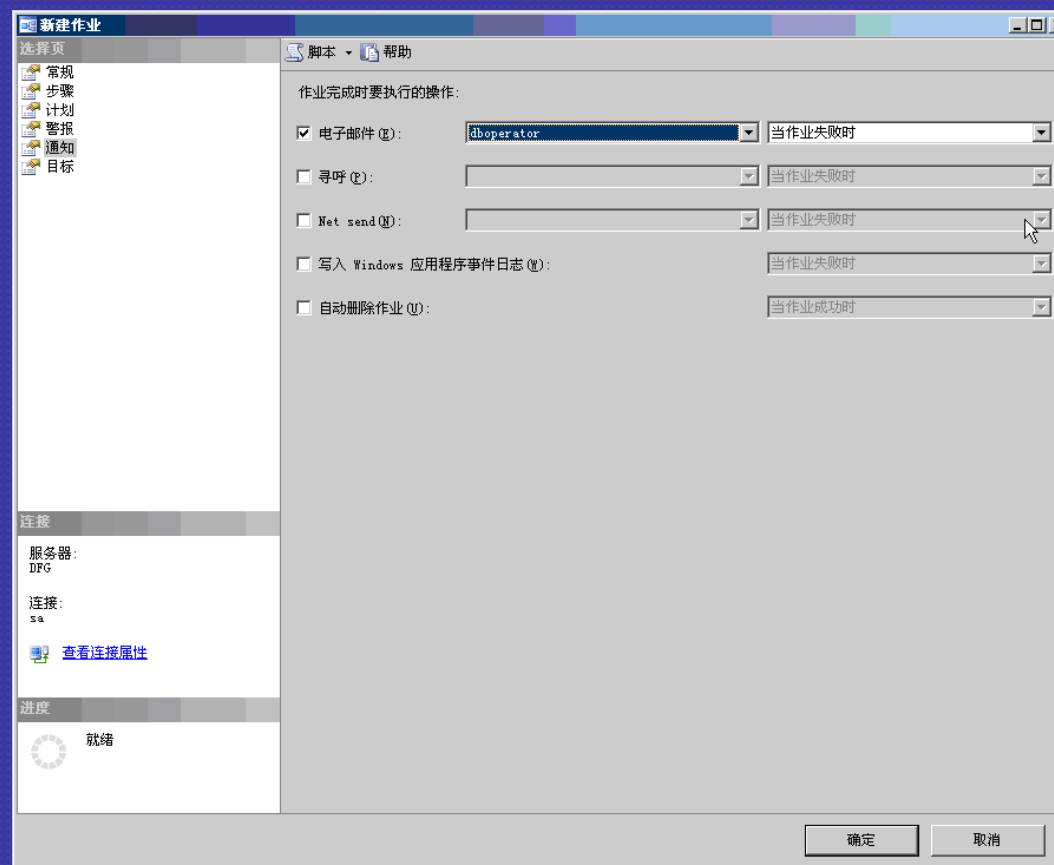 新建作业
选择页
常规
步骤
计划
警报
通知
目标
脚本 帮助
作业完成时要执行的操作:
电子邮件(E): dboperator 当作业失败时
寻呼(P): 当作业失败时
Net send(N): 当作业失败时
写入 Windows 应用程序事件日志(W): 当作业失败时
自动删除作业(U): 当作业成功时
连接
服务器:
DFG
连接:
sa
查看连接属性
进度
就绪
确定 取消